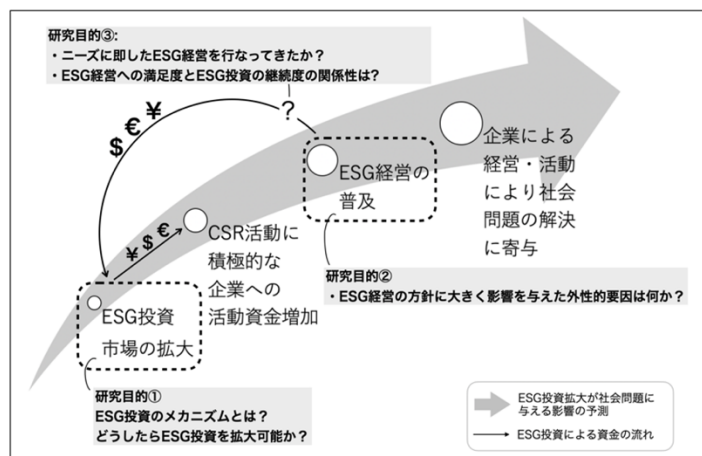 研究目的③:
・ニーズに即したESG経営を行なってきたか？
・ESG経営への満足度とESG投資の継続度の関係性は?
?
$ € ¥
企業による
経営・活動
により社会
問題の解決
に寄与
ESG経営の
普及
¥ $ €
CSR活動に
積極的な
企業への
活動資金増加
研究目的②
・ESG経営の方針に大きく影響を与えた外性的要因は何か？
ESG投資
市場の拡大
研究目的①
ESG投資のメカニズムとは？
どうしたらESG投資を拡大可能か？
ESG投資拡大が社会問題に
与える影響の予測
ESG投資による資金の流れ